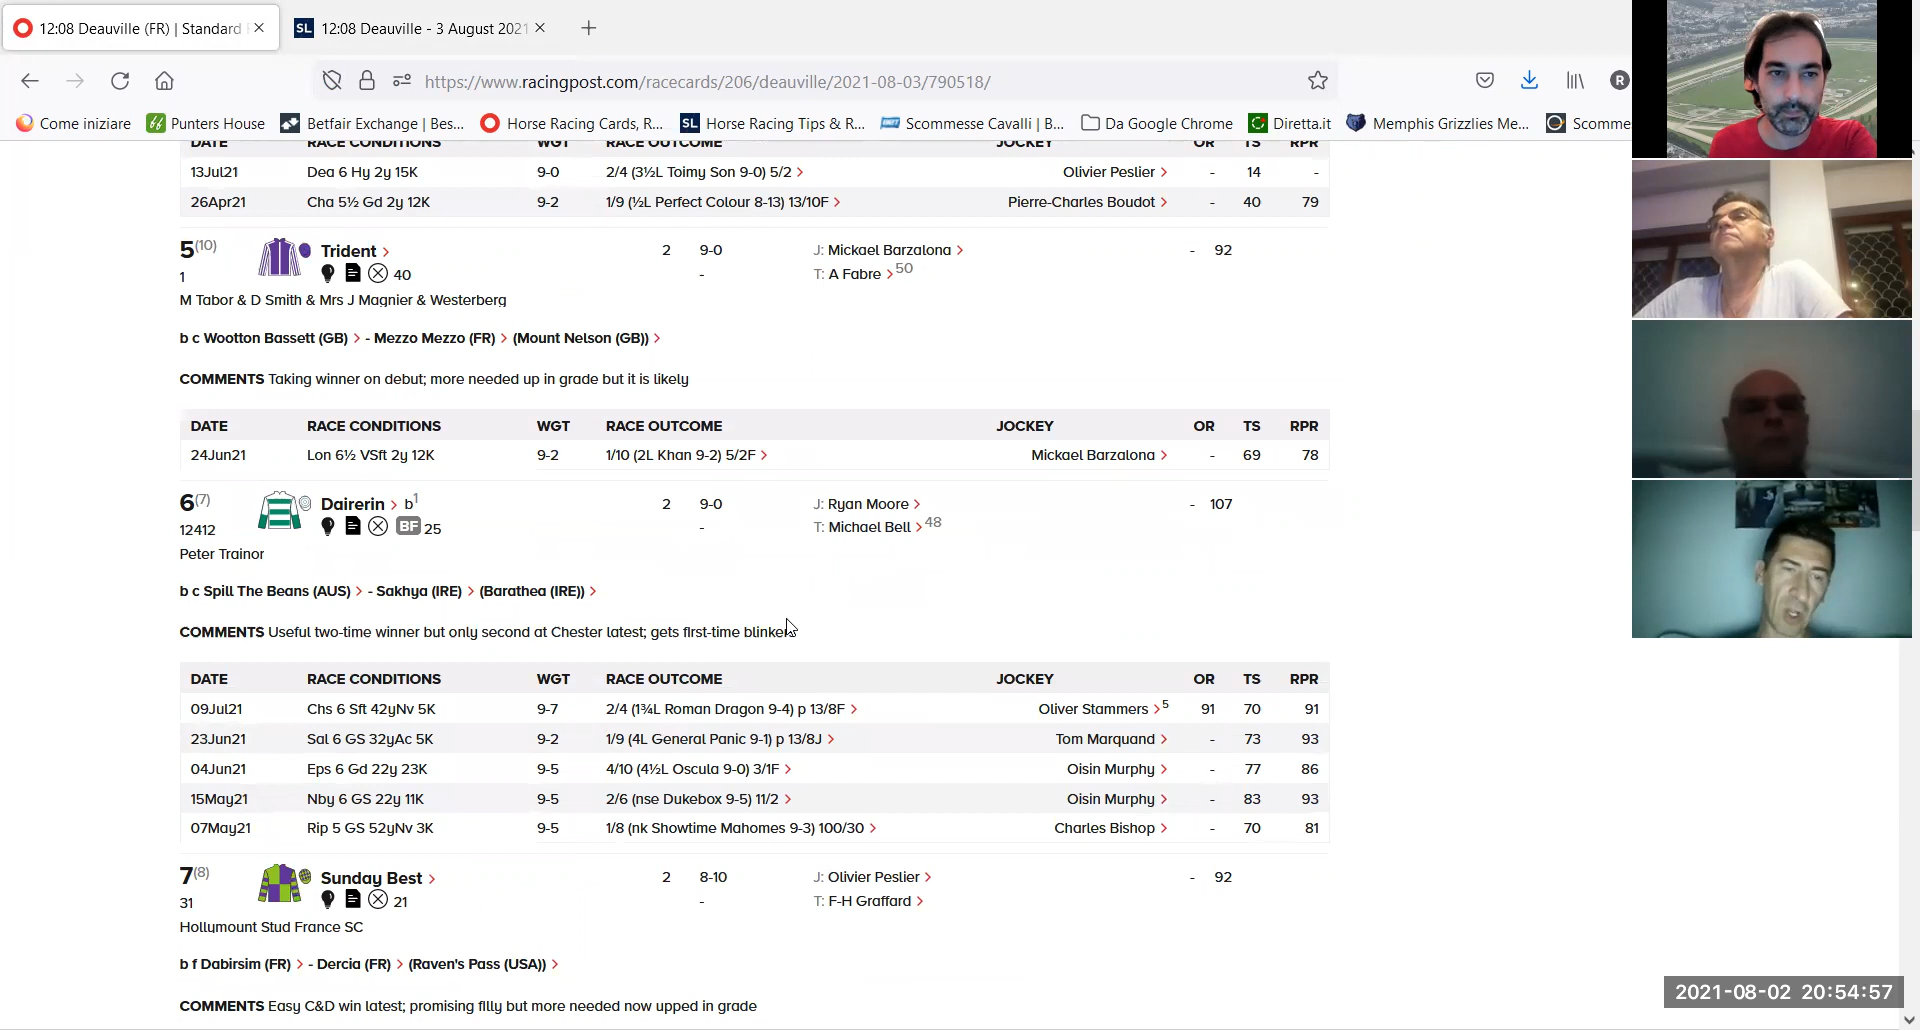 12:08 Deauville (FR) | Standard
SL 12:08 Deauville - 3 August 2021
https://www.racingpost.com/racecards/206/deauville/2021-08-03/790518/
R
Come iniziare Punters House Betfair Exchange | Bes... Horse Racing Cards, R... SL Horse Racing Tips & R... Scommesse Cavalli | B... Da Google Chrome Diretta.it Memphis Grizzlies Me... Scomme
DATE RACE CONDITIONS WGT RACE OUTCOME JOCKEY OR TS RPR
13Jul21 Dea 6 Hy 2y 15K 9-0 2/4 (3½L Toimy Son 9-0) 5/2 Olivier Peslier - 14 -
26Apr21 Cha 5½ Gd 2y 12K 9-2 1/9 (½L Perfect Colour 8-13) 13/10F Pierre-Charles Boudot - 40 79
5(10) Trident 2 9-0 J: Mickael Barzalona - 92
1 40 - T: A Fabre 50
M Tabor & D Smith & Mrs J Magnier & Westerberg
b c Wootton Bassett (GB) - Mezzo Mezzo (FR) (Mount Nelson (GB))
COMMENTS Taking winner on debut; more needed up in grade but it is likely
DATE RACE CONDITIONS WGT RACE OUTCOME JOCKEY OR TS RPR
24Jun21 Lon 6½ VSft 2y 12K 9-2 1/10 (2L Khan 9-2) 5/2F Mickael Barzalona - 69 78
6(7) Dairerin b1 2 9-0 J: Ryan Moore - 107
12412 BF 25 - T: Michael Bell 48
Peter Trainor
b c Spill The Beans (AUS) - Sakhya (IRE) (Barathea (IRE))
COMMENTS Useful two-time winner but only second at Chester latest; gets first-time blinkers
DATE RACE CONDITIONS WGT RACE OUTCOME JOCKEY OR TS RPR
09Jul21 Chs 6 Sft 42yNv 5K 9-7 2/4 (1¾L Roman Dragon 9-4) p 13/8F Oliver Stammers 5 91 70 91
23Jun21 Sal 6 GS 32yAc 5K 9-2 1/9 (4L General Panic 9-1) p 13/8J Tom Marquand - 73 93
04Jun21 Eps 6 Gd 22y 23K 9-5 4/10 (4½L Oscula 9-0) 3/1F Oisin Murphy - 77 86
15May21 Nby 6 GS 22y 11K 9-5 2/6 (nse Dukebox 9-5) 11/2 Oisin Murphy - 83 93
07May21 Rip 5 GS 52yNv 3K 9-5 1/8 (nk Showtime Mahomes 9-3) 100/30 Charles Bishop - 70 81
7(8) Sunday Best 2 8-10 J: Olivier Peslier - 92
31 21 - T: F-H Graffard
Hollymount Stud France SC
b f Dabirsim (FR) - Dercia (FR) (Raven's Pass (USA))
COMMENTS Easy C&D win latest; promising filly but more needed now upped in grade
2021-08-02 20:54:57